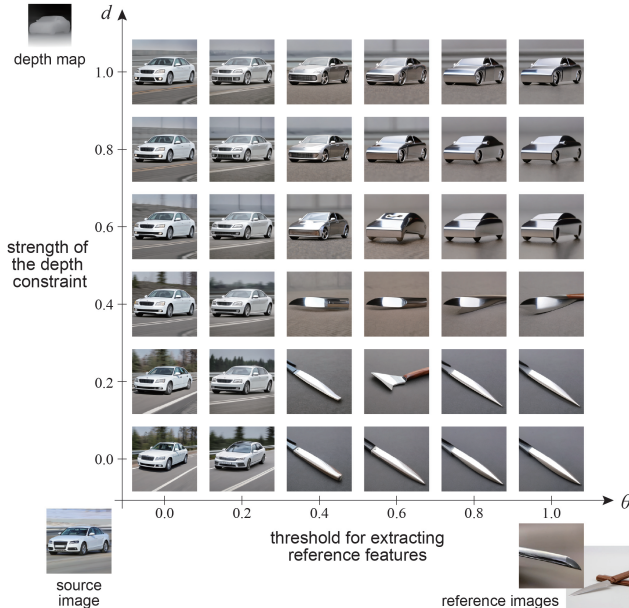 d
depth map
1.0
0.8
0.6
strength of
the depth
constraint
0.4
0.2
0.0
θ
0.0 0.2 0.4 0.6 0.8 1.0
threshold for extracting
reference features
source
image
reference images